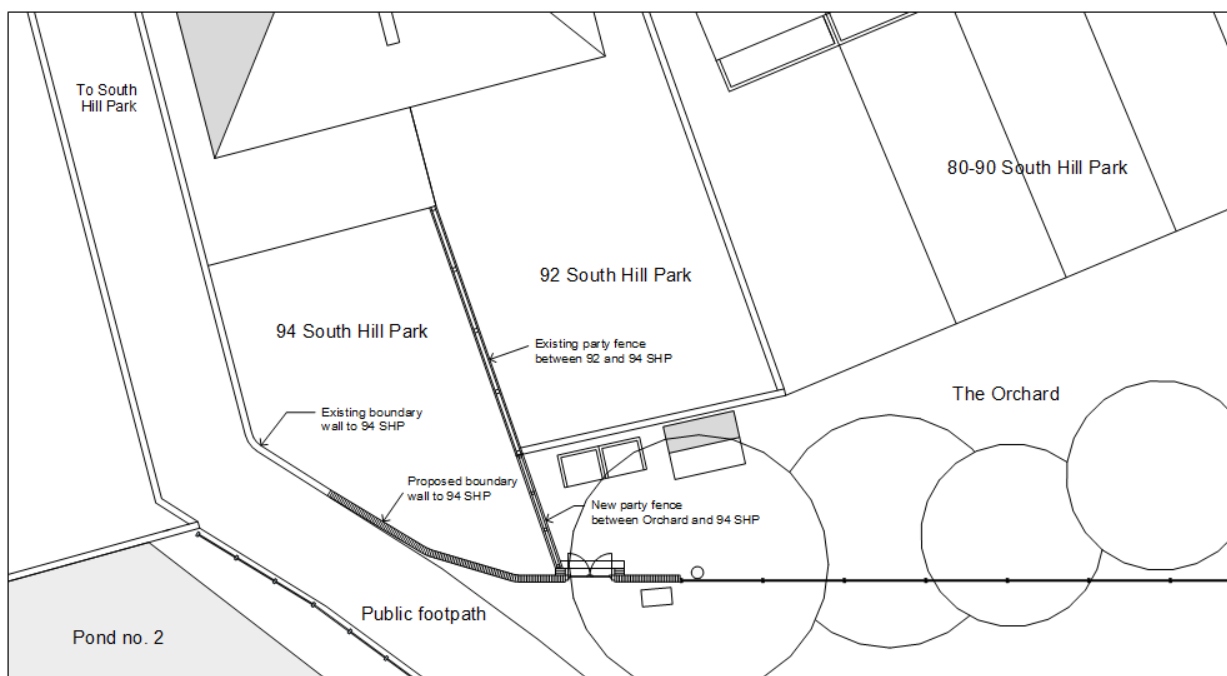 To South
Hill Park
80-90 South Hill Park
92 South Hill Park
94 South Hill Park
Existing party fence
between 92 and 94 SHP
The Orchard
Existing boundary
wall to 94 SHP
Proposed boundary
wall to 94 SHP
New party fence
between Orchard and 94 SHP
Public footpath
Pond no. 2